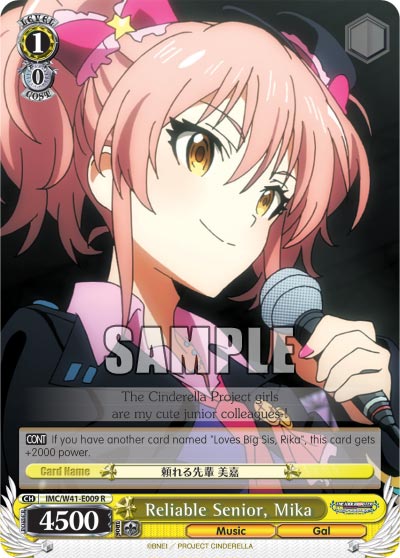 LEVEL
1
0
COST
SAMPLE
The Cinderella Project girls
are my cute junior colleagues!
CONT If you have another card named "Loves Big Sis, Rika", this card gets
+2000 power.
Card Name 頼れる先輩 美嘉
CH IMC/W41-E009 R
4500
Reliable Senior, Mika
Music Gal
©BNEI / PROJECT CINDERELLA